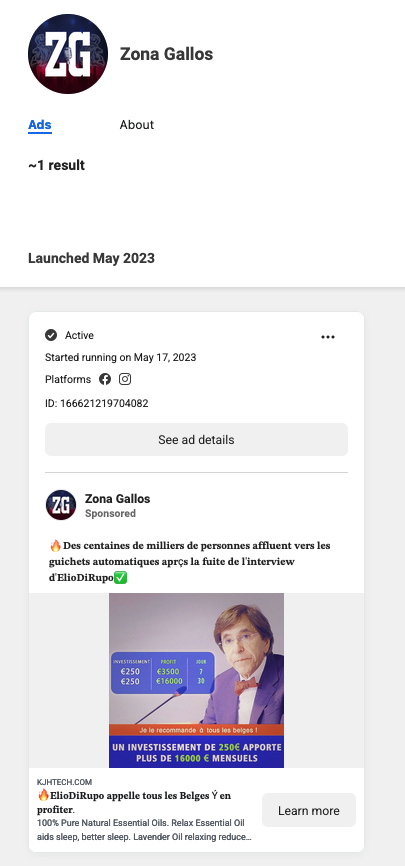 ZG
Zona Gallos
Ads
About
~1 result
Launched May 2023
Active
Started running on May 17, 2023
Platforms
ID: 166621219704082
See ad details
ZG
Zona Gallos
Sponsored
🔥Des centaines de milliers de personnes affluent vers les
guichets automatiques aprçs la fuite de l'interview
d'ElioDiRupo✅
INVESTISSEMENT PROFIT JOUR
€250 €3500 7
€250 €16000 30
Je le recommande à tous les belges !
UN INVESTISSEMENT DE 250€ APPORTE
PLUS DE 16000 € MENSUELS
KJHTECH.COM
🔥ElioDiRupo appelle tous les Belges Ý en
profiter.
100% Pure Natural Essential Oils. Relax Essential Oil
aids sleep, better sleep. Lavender Oil relaxing reduce...
Learn more